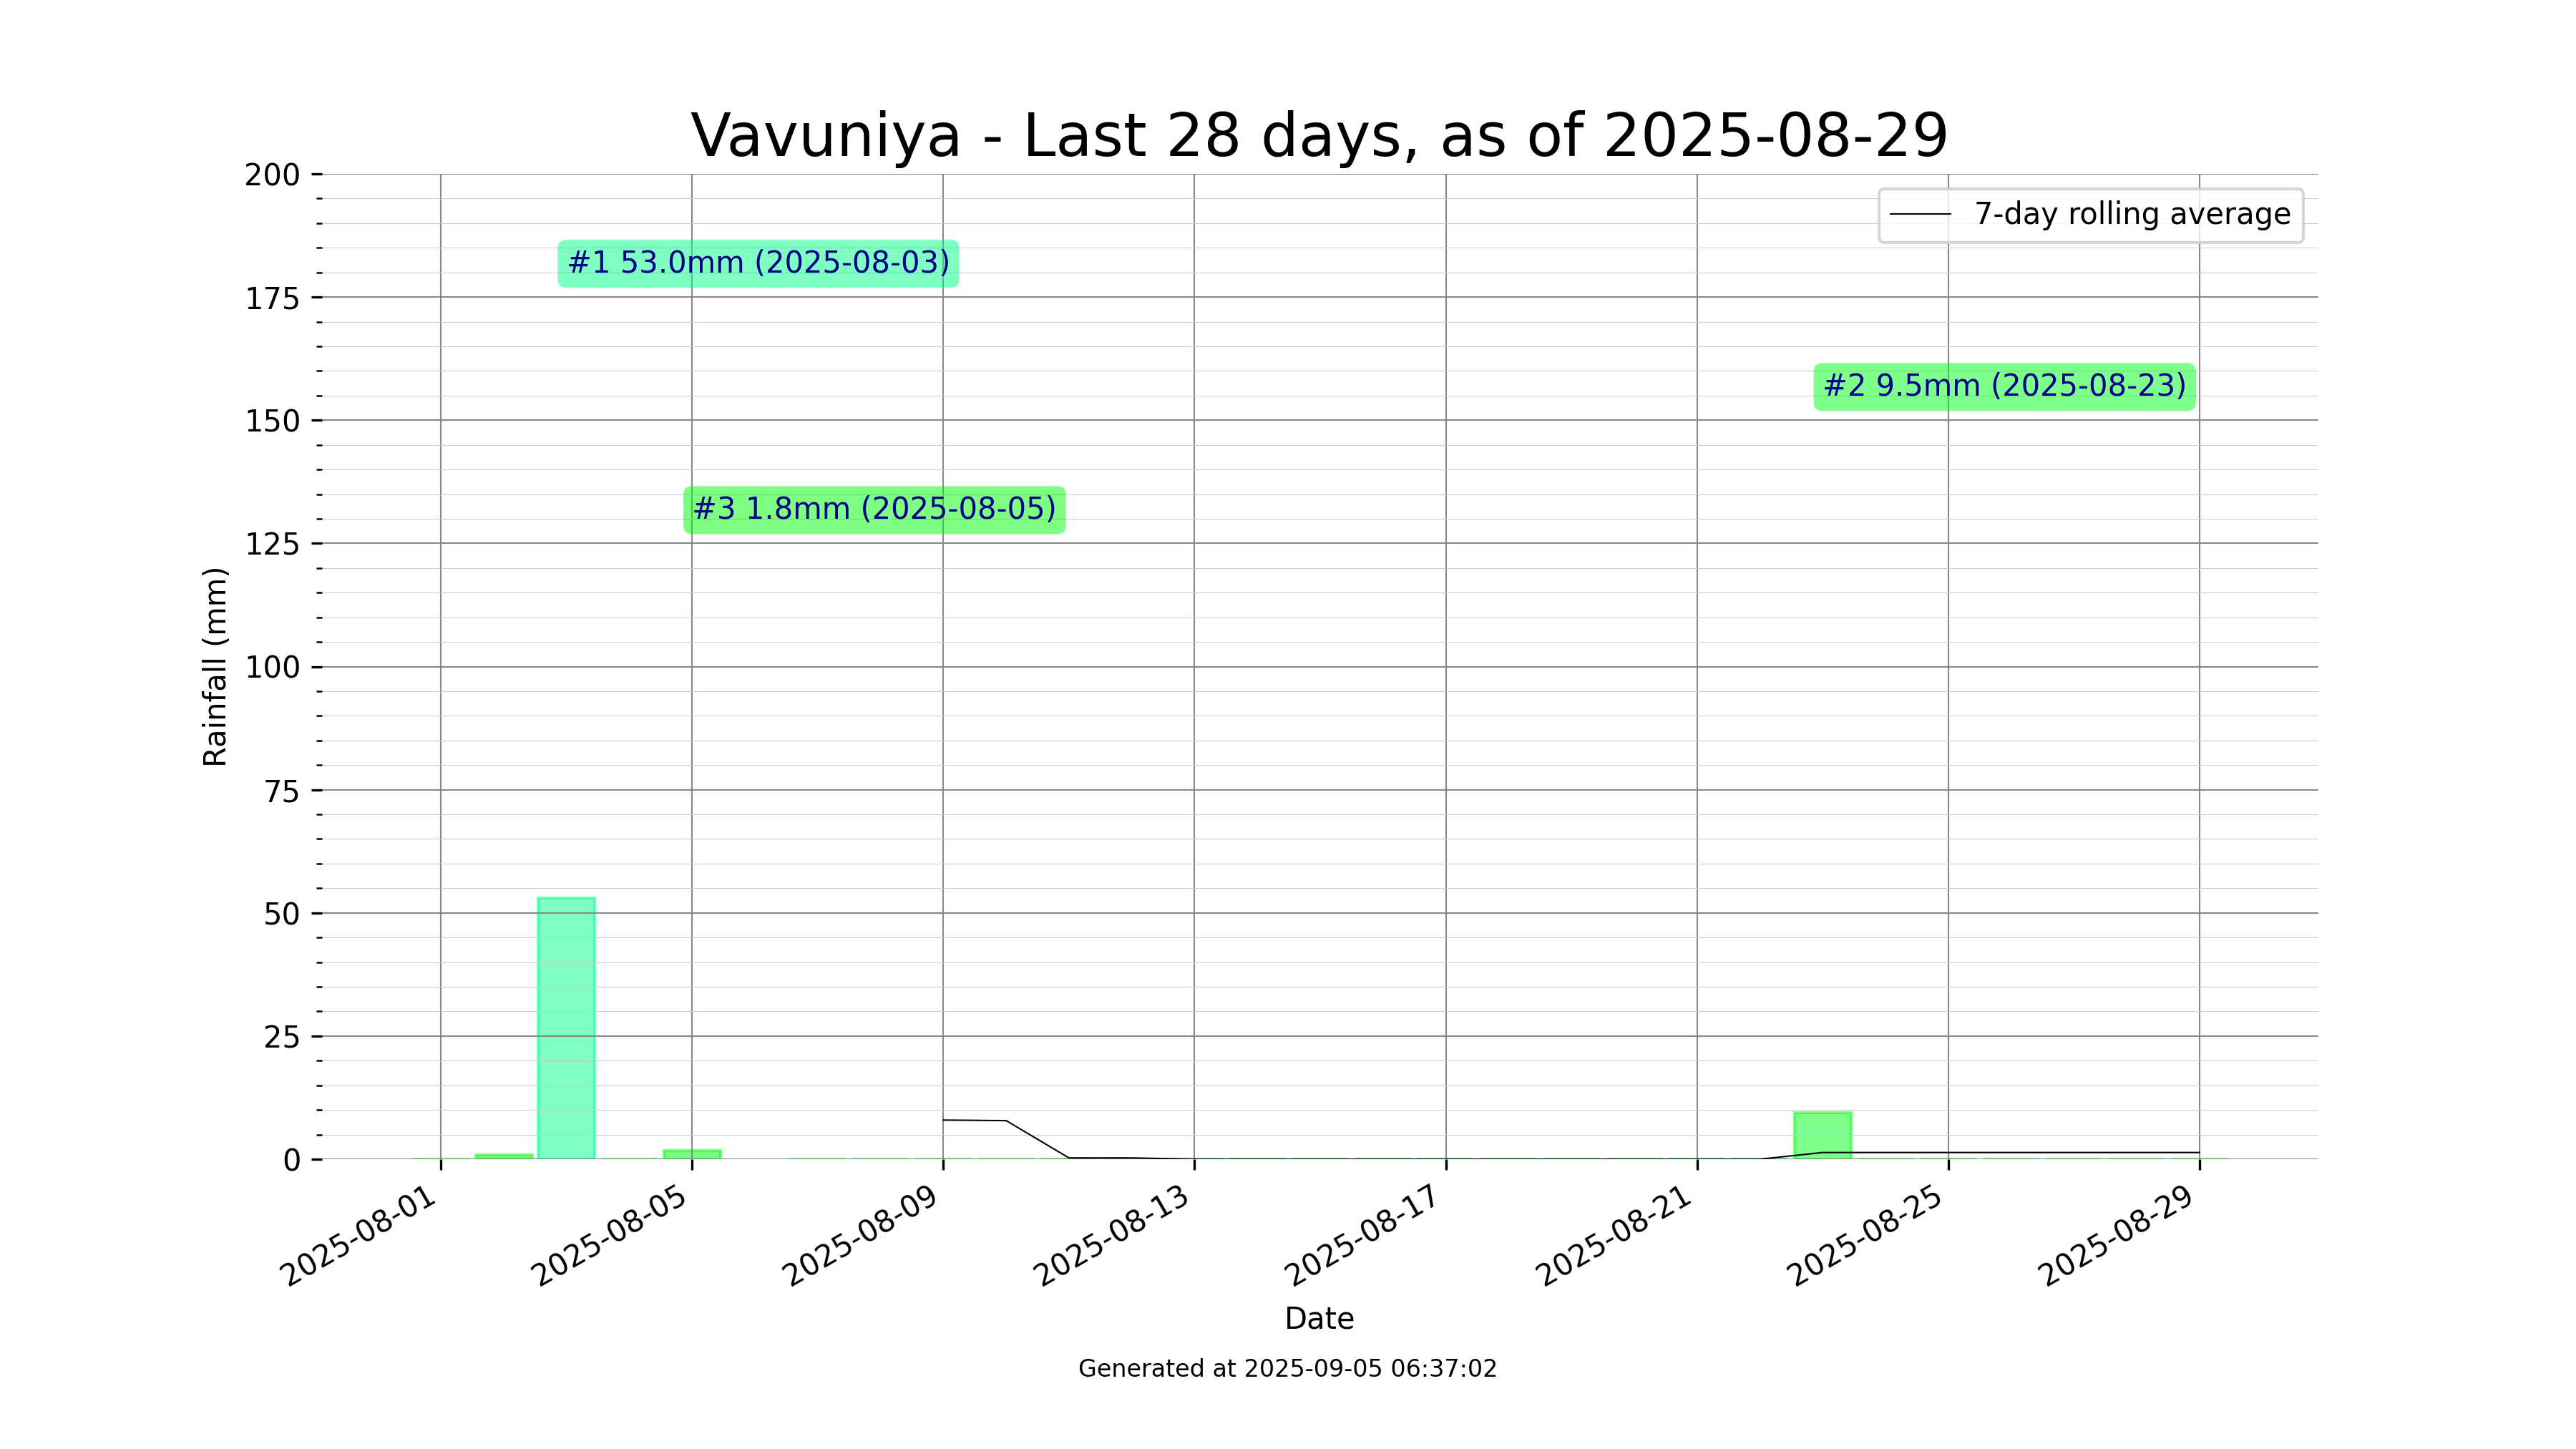 Vavuniya - Last 28 days, as of 2025-08-29
200
175
150
125
100
75
50
25
0
Rainfall (mm)
7-day rolling average
#1 53.0mm (2025-08-03)
#2 9.5mm (2025-08-23)
#3 1.8mm (2025-08-05)
2025-08-01
2025-08-05
2025-08-09
2025-08-13
2025-08-17
2025-08-21
2025-08-25
2025-08-29
Date
Generated at 2025-09-05 06:37:02